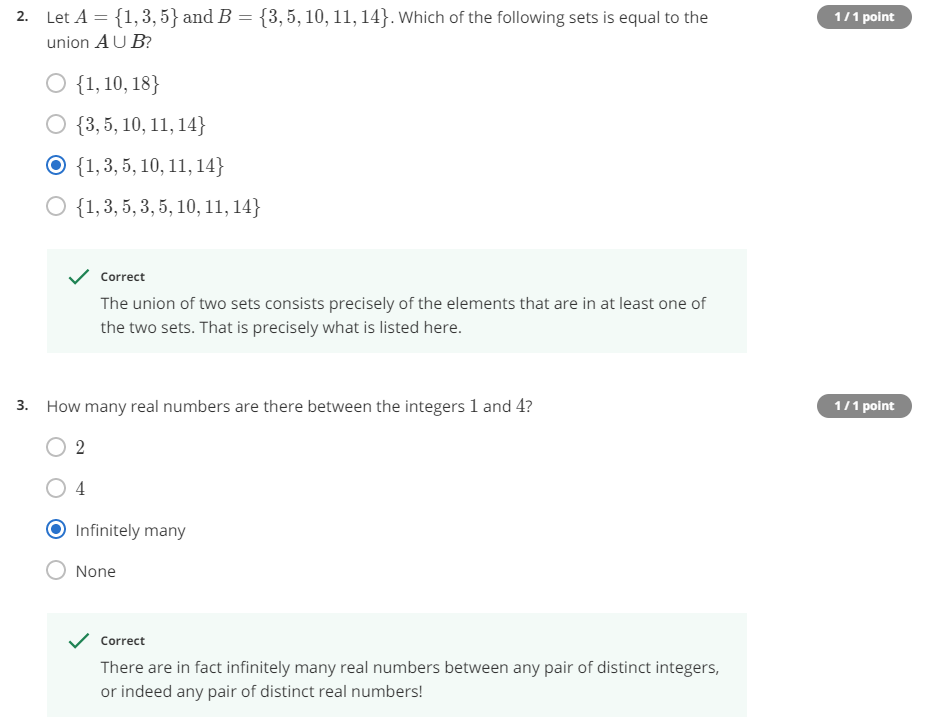 2. Let A = {1, 3, 5} and B = {3, 5, 10, 11, 14}. Which of the following sets is equal to the
1 / 1 point
union A ∪ B?
{1, 10, 18}
{3, 5, 10, 11, 14}
{1, 3, 5, 10, 11, 14}
{1, 3, 5, 3, 5, 10, 11, 14}
Correct
The union of two sets consists precisely of the elements that are in at least one of
the two sets. That is precisely what is listed here.
3. How many real numbers are there between the integers 1 and 4?
1 / 1 point
2
4
Infinitely many
None
Correct
There are in fact infinitely many real numbers between any pair of distinct integers,
or indeed any pair of distinct real numbers!